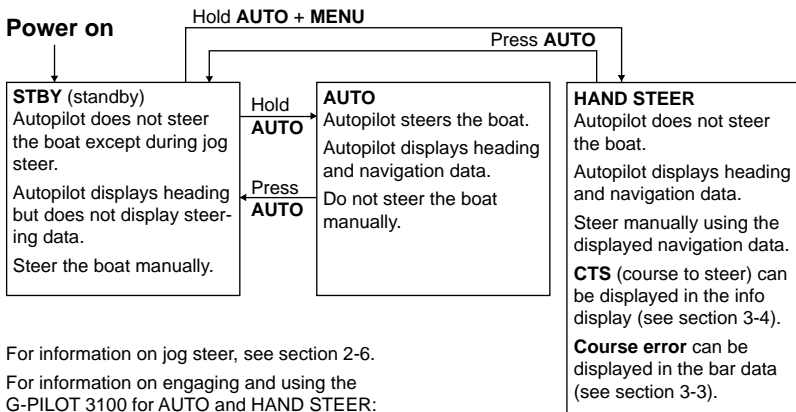 Power on
Hold AUTO + MENU
Press AUTO
STBY (standby)
Autopilot does not steer
the boat except during jog
steer.
Autopilot displays heading
but does not display steer-
ing data.
Steer the boat manually.
Hold
AUTO
Press
AUTO
AUTO
Autopilot steers the boat.
Autopilot displays heading
and navigation data.
Do not steer the boat
manually.
HAND STEER
Autopilot does not steer
the boat.
Autopilot displays heading
and navigation data.
Steer manually using the
displayed navigation data.
CTS (course to steer) can
be displayed in the info
display (see section 3-4).
Course error can be
displayed in the bar data
(see section 3-3).
For information on jog steer, see section 2-6.
For information on engaging and using the
G-PILOT 3100 for AUTO and HAND STEER: